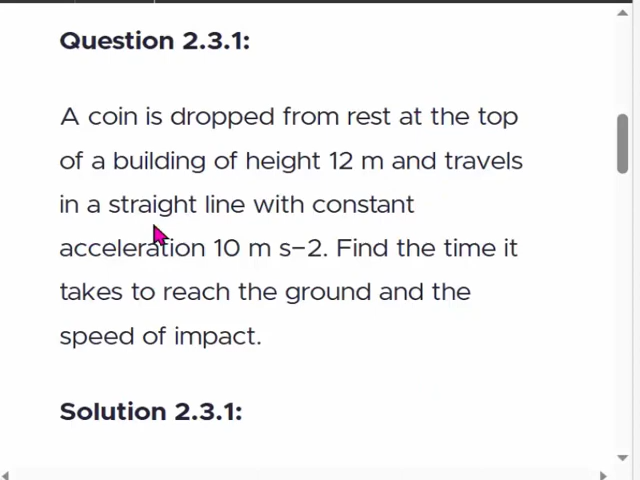 Question 2.3.1:
A coin is dropped from rest at the top
of a building of height 12 m and travels
in a straight line with constant
acceleration 10 m s−2. Find the time it
takes to reach the ground and the
speed of impact.
Solution 2.3.1: